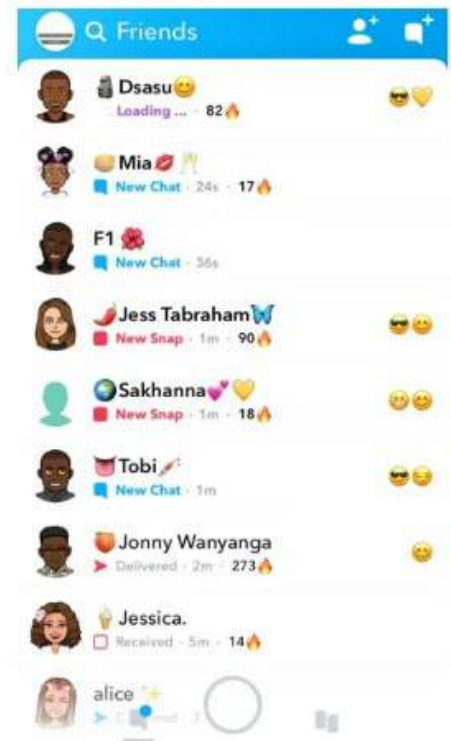 Friends
Dsasu
Loading ... · 82
Mia
New Chat · 24s · 17
F1
New Chat · 36s
Jess Tabraham
New Snap · 1m · 90
Sakhanna
New Snap · 1m · 18
Tobi
New Chat · 1m
Jonny Wanyanga
Delivered · 2m · 273
Jessica.
Received · 5m · 14
alice